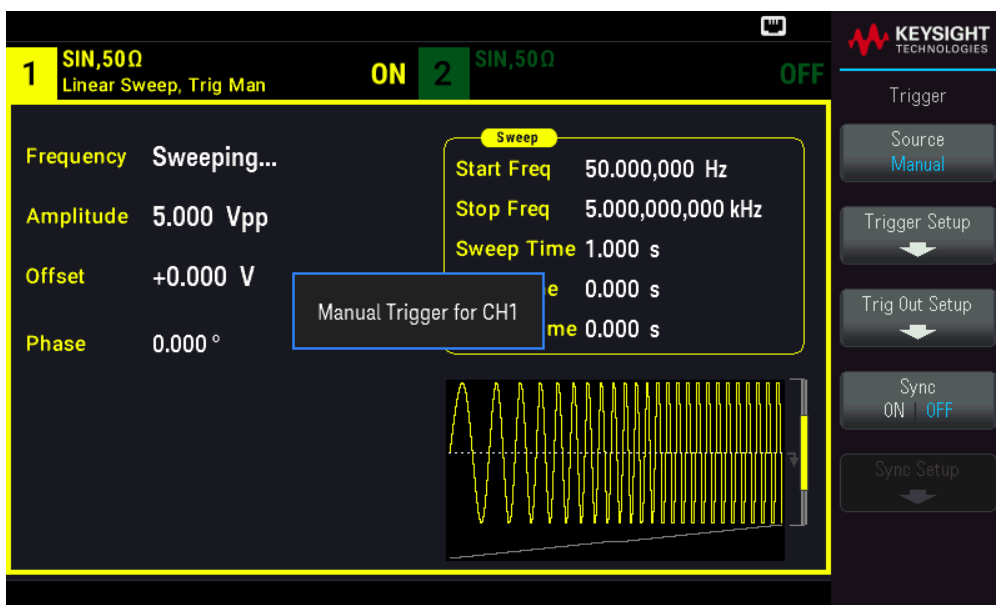 KEYSIGHT
TECHNOLOGIES
1 SIN,50Ω ON
Linear Sweep, Trig Man
2 SIN,50Ω OFF
Frequency Sweeping...
Amplitude 5.000 Vpp
Offset +0.000 V
Phase 0.000 °
Sweep
Start Freq 50.000,000 Hz
Stop Freq 5.000,000,000 kHz
Sweep Time 1.000 s
e 0.000 s
me 0.000 s
Manual Trigger for CH1
Trigger
Source
Manual
Trigger Setup
Trig Out Setup
Sync
ON | OFF
Sync Setup